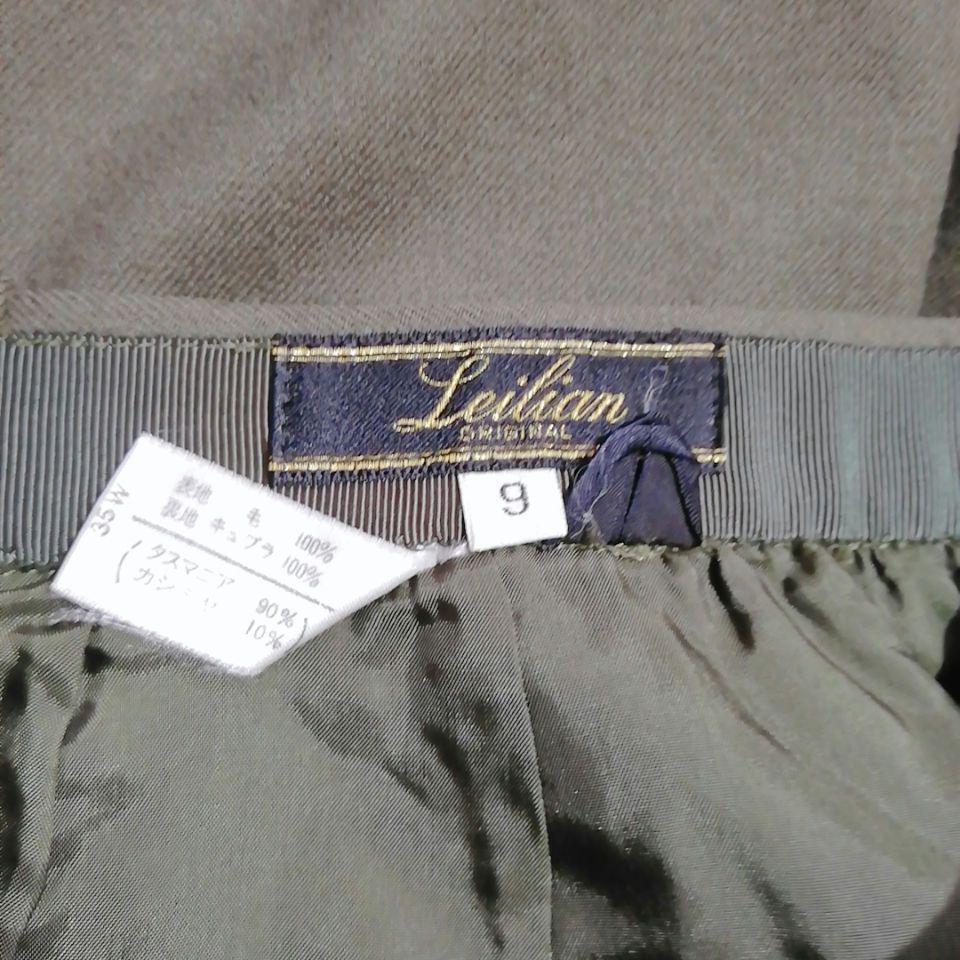 Leilian
ORIGINAL
9
35W
表地 毛 100%
裏地 キュプラ 100%
(タスマニア 90%
カシミヤ 10%)